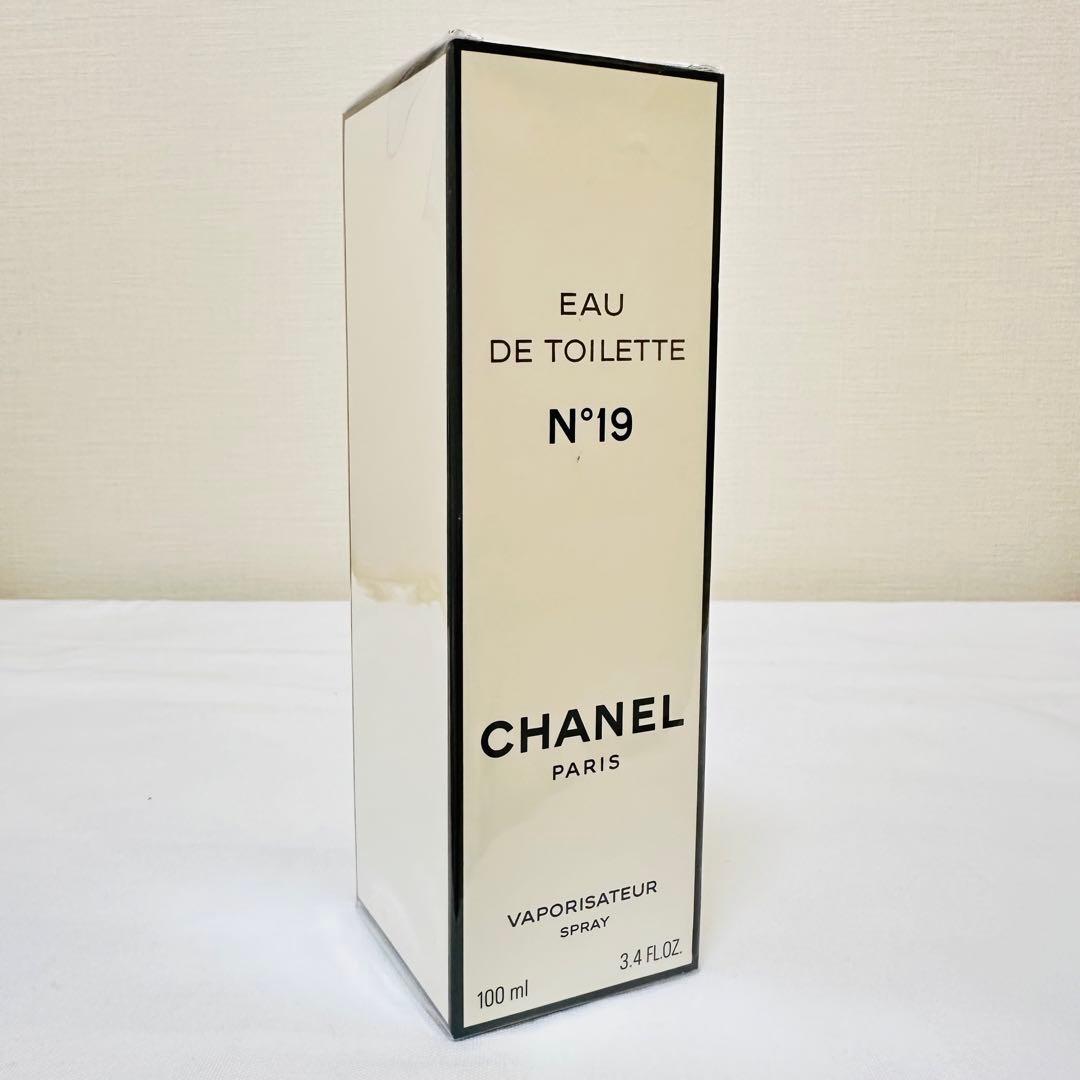 EAU
DE TOILETTE
N°19
CHANEL
PARIS
VAPORISATEUR
SPRAY
3.4 FL.OZ.
100 ml